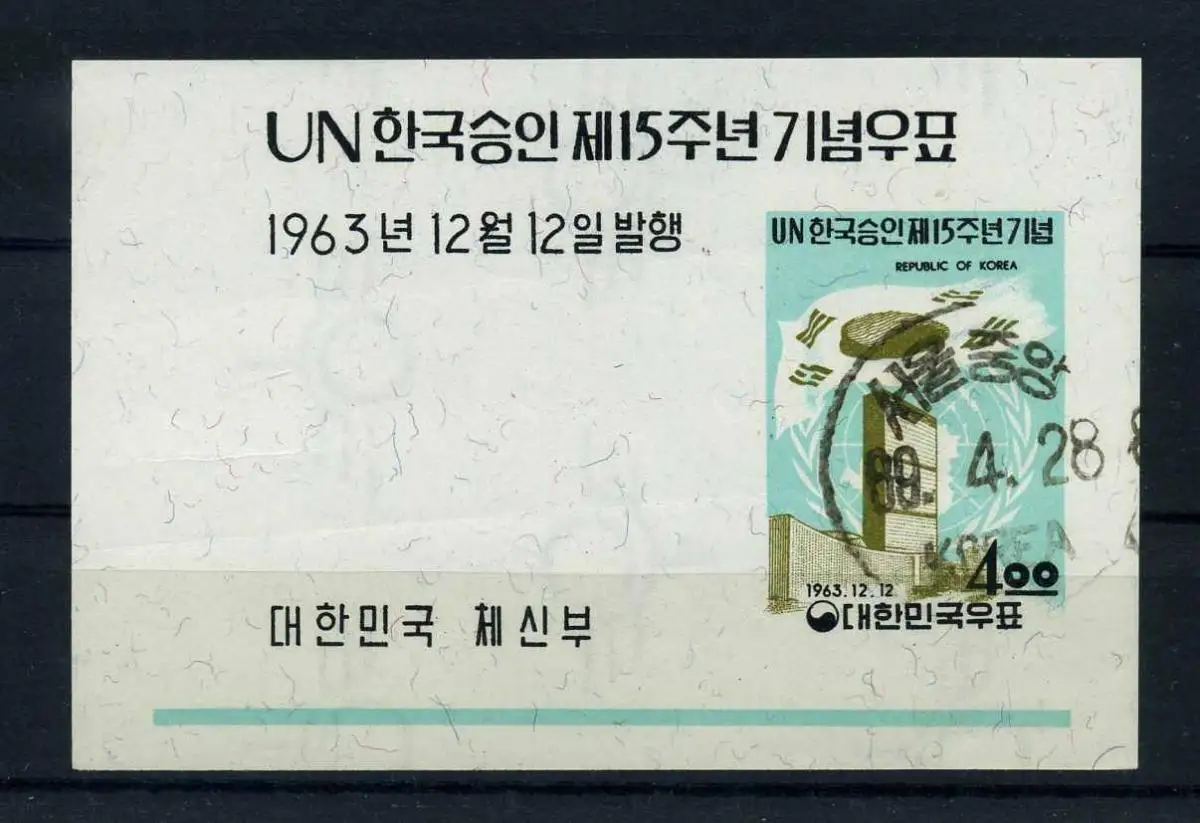 UN 한국승인 제15주년 기념우표
1963년 12월 12일 발행
UN 한국승인 제15주년 기념
REPUBLIC OF KOREA
서울중앙
89. 4. 28
KOREA
4.00
1963.12.12
대한민국우표
대한민국 체신부